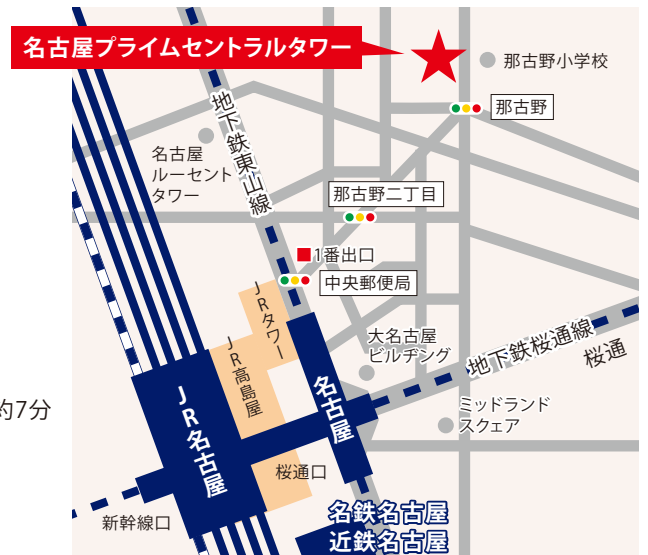 名古屋プライムセントラルタワー
那古野小学校
那古野
地下鉄東山線
名古屋
ルーセント
タワー
那古野二丁目
1番出口
中央郵便局
JRタワー
JR高島屋
大名古屋
ビルヂング
地下鉄桜通線
桜通
名古屋
JR名古屋
約7分
ミッドランド
スクェア
桜通口
新幹線口
名鉄名古屋
近鉄名古屋